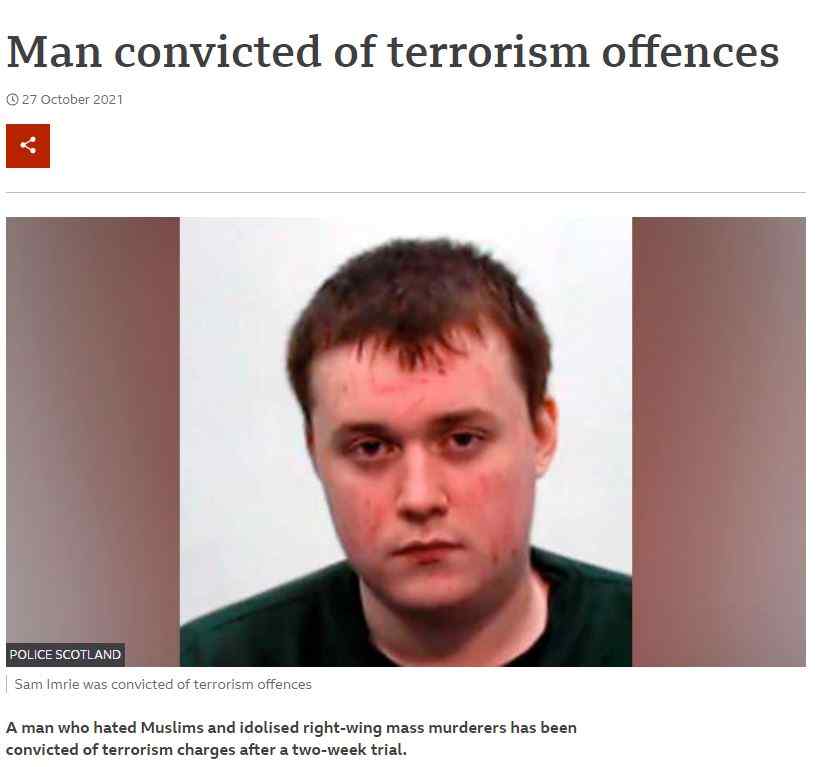 Man convicted of terrorism offences
27 October 2021
POLICE SCOTLAND
Sam Imrie was convicted of terrorism offences
A man who hated Muslims and idolised right-wing mass murderers has been
convicted of terrorism charges after a two-week trial.